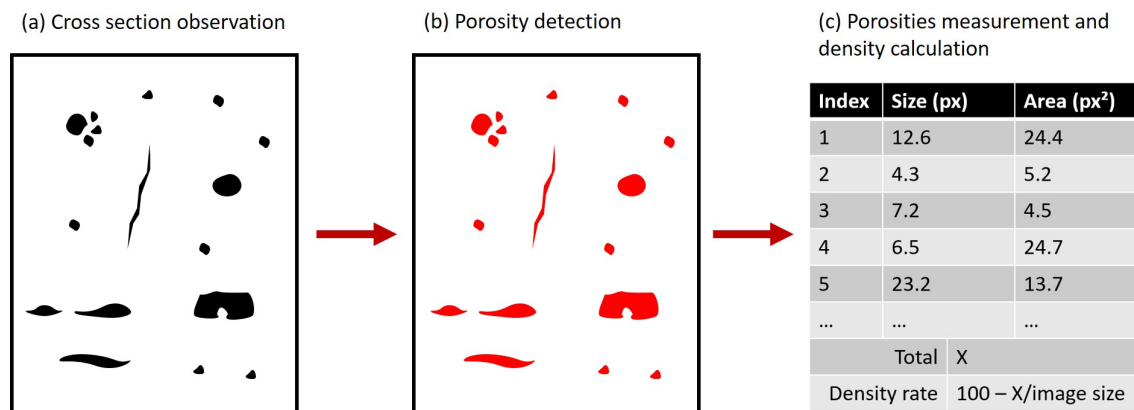 (a) Cross section observation
(b) Porosity detection
(c) Porosities measurement and
density calculation
Index Size (px) Area (px²)
1 12.6 24.4
2 4.3 5.2
3 7.2 4.5
4 6.5 24.7
5 23.2 13.7
... ... ...
Total X
Density rate 100 – X/image size